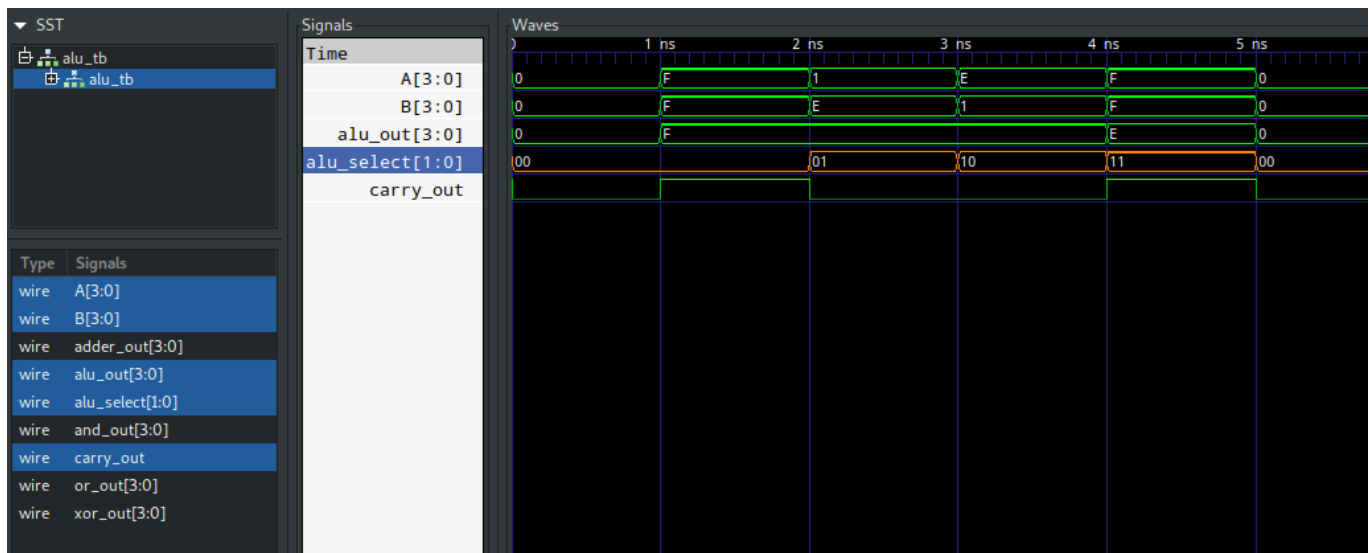 SST
alu_tb
alu_tb
Type Signals
wire A[3:0]
wire B[3:0]
wire adder_out[3:0]
wire alu_out[3:0]
wire alu_select[1:0]
wire and_out[3:0]
wire carry_out
wire or_out[3:0]
wire xor_out[3:0]
Signals
Time
A[3:0]
B[3:0]
alu_out[3:0]
alu_select[1:0]
carry_out
Waves
0 1 ns 2 ns 3 ns 4 ns 5 ns
0 F 1 E F 0
0 F E 1 F 0
0 F E 0
00 01 10 11 00